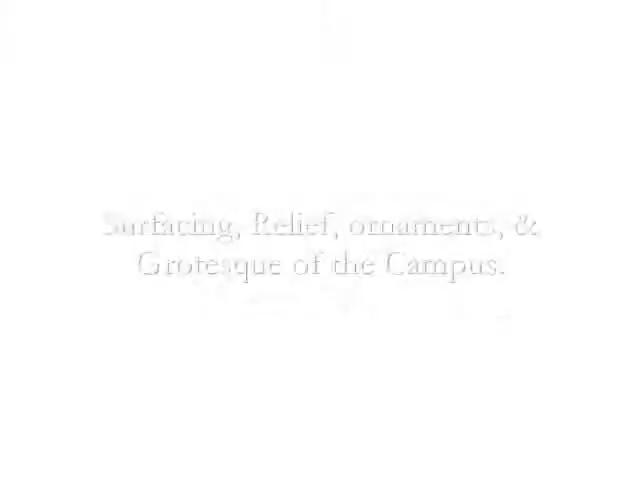 Surfacing, Relief, ornaments, &
Grotesque of the Campus.